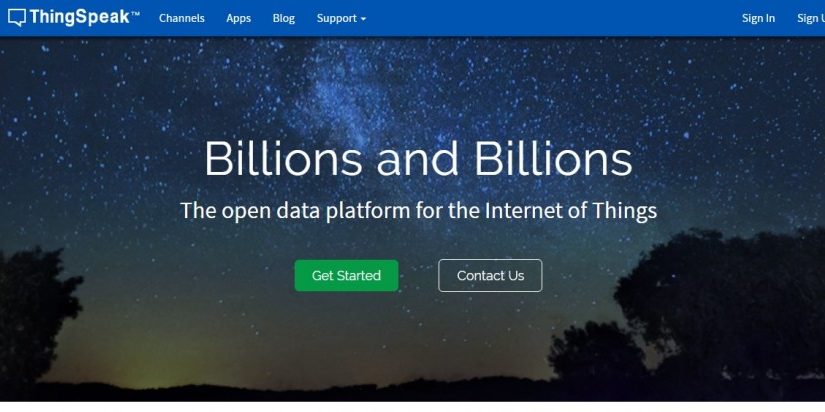 ThingSpeak™ Channels Apps Blog Support Sign In Sign
Billions and Billions
The open data platform for the Internet of Things
Get Started Contact Us